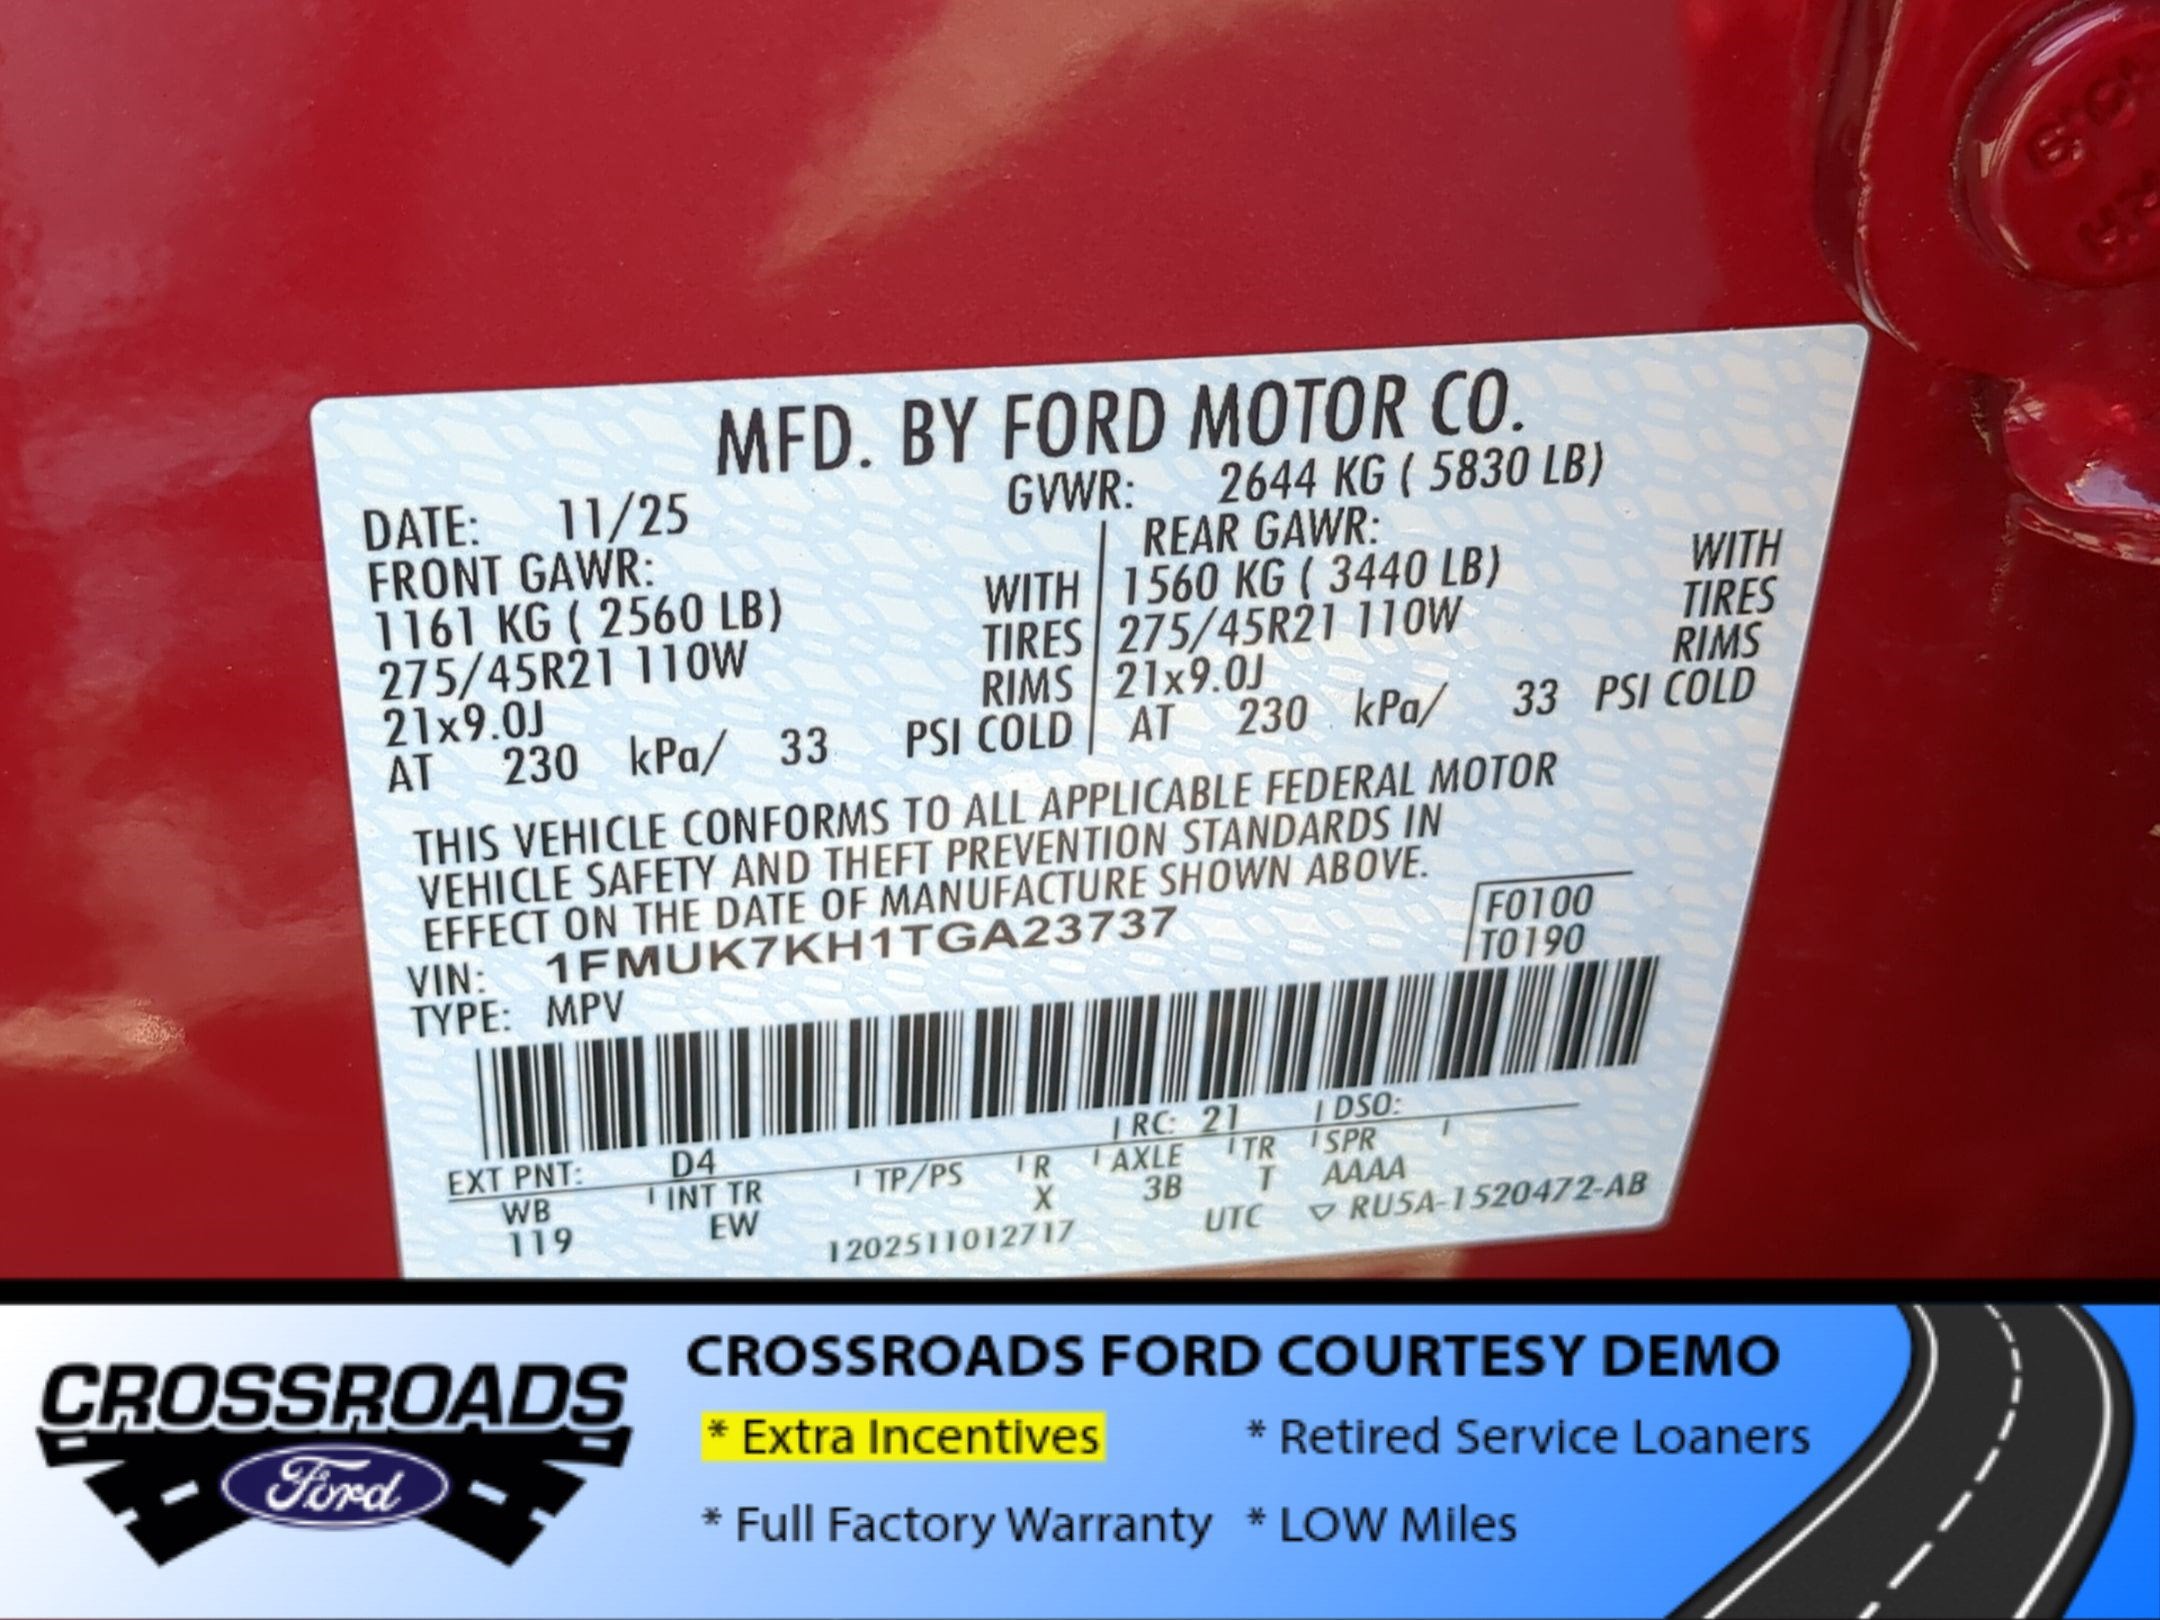 MFD. BY FORD MOTOR CO.
DATE: 11/25
GVWR: 2644 KG ( 5830 LB)
FRONT GAWR:
1161 KG ( 2560 LB) WITH
275/45R21 110W TIRES
21x9.0J RIMS
AT 230 kPa/ 33 PSI COLD
REAR GAWR:
1560 KG ( 3440 LB) WITH
275/45R21 110W TIRES
21x9.0J RIMS
AT 230 kPa/ 33 PSI COLD
THIS VEHICLE CONFORMS TO ALL APPLICABLE FEDERAL MOTOR
VEHICLE SAFETY AND THEFT PREVENTION STANDARDS IN
EFFECT ON THE DATE OF MANUFACTURE SHOWN ABOVE.
VIN: 1FMUK7KH1TGA23737
TYPE: MPV
F0100
T0190
EXT PNT: D4 RC: 21 DSO:
WB INT TR TP/PS R AXLE TR SPR
119 EW X 3B T AAAA
1202511012717 UTC ▽ RU5A-1520472-AB
CROSSROADS
Ford
CROSSROADS FORD COURTESY DEMO
* Extra Incentives * Retired Service Loaners
* Full Factory Warranty * LOW Miles